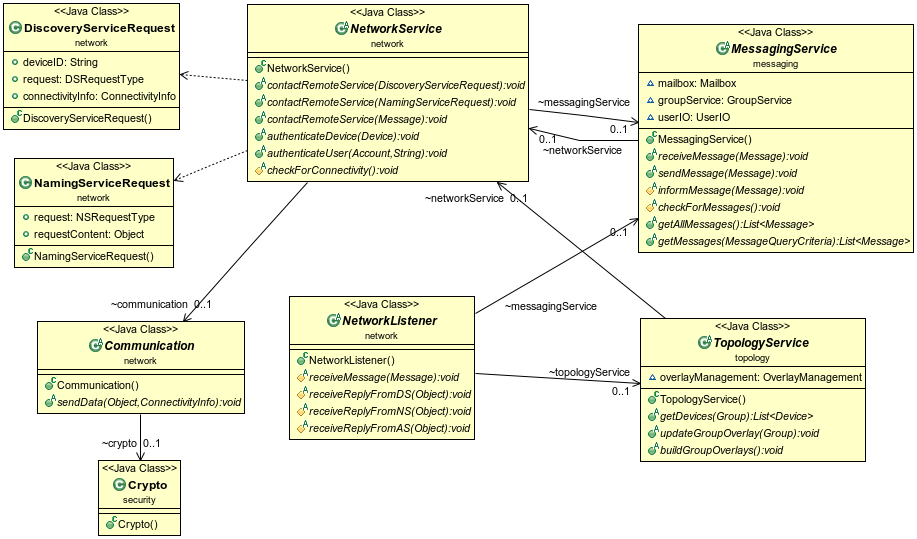 <<Java Class>>
DiscoveryServiceRequest
network
deviceID: String
request: DSRequestType
connectivityInfo: ConnectivityInfo
DiscoveryServiceRequest()
<<Java Class>>
NetworkService
network
NetworkService()
contactRemoteService(DiscoveryServiceRequest):void
contactRemoteService(NamingServiceRequest):void
contactRemoteService(Message):void
authenticateDevice(Device):void
authenticateUser(Account,String):void
checkForConnectivity():void
<<Java Class>>
MessagingService
messaging
mailbox: Mailbox
groupService: GroupService
userIO: UserIO
MessagingService()
receiveMessage(Message):void
sendMessage(Message):void
informMessage(Message):void
checkForMessages():void
getAllMessages():List<Message>
getMessages(MessageQueryCriteria):List<Message>
~messagingService
0..1
0..1
~networkService
<<Java Class>>
NamingServiceRequest
network
request: NSRequestType
requestContent: Object
NamingServiceRequest()
~networkService 0..1
0..1
~messagingService
~communication 0..1
<<Java Class>>
Communication
network
Communication()
sendData(Object,ConnectivityInfo):void
<<Java Class>>
NetworkListener
network
NetworkListener()
receiveMessage(Message):void
receiveReplyFromDS(Object):void
receiveReplyFromNS(Object):void
receiveReplyFromAS(Object):void
~topologyService
0..1
<<Java Class>>
TopologyService
topology
overlayManagement: OverlayManagement
TopologyService()
getDevices(Group):List<Device>
updateGroupOverlay(Group):void
buildGroupOverlays():void
~crypto 0..1
<<Java Class>>
Crypto
security
Crypto()